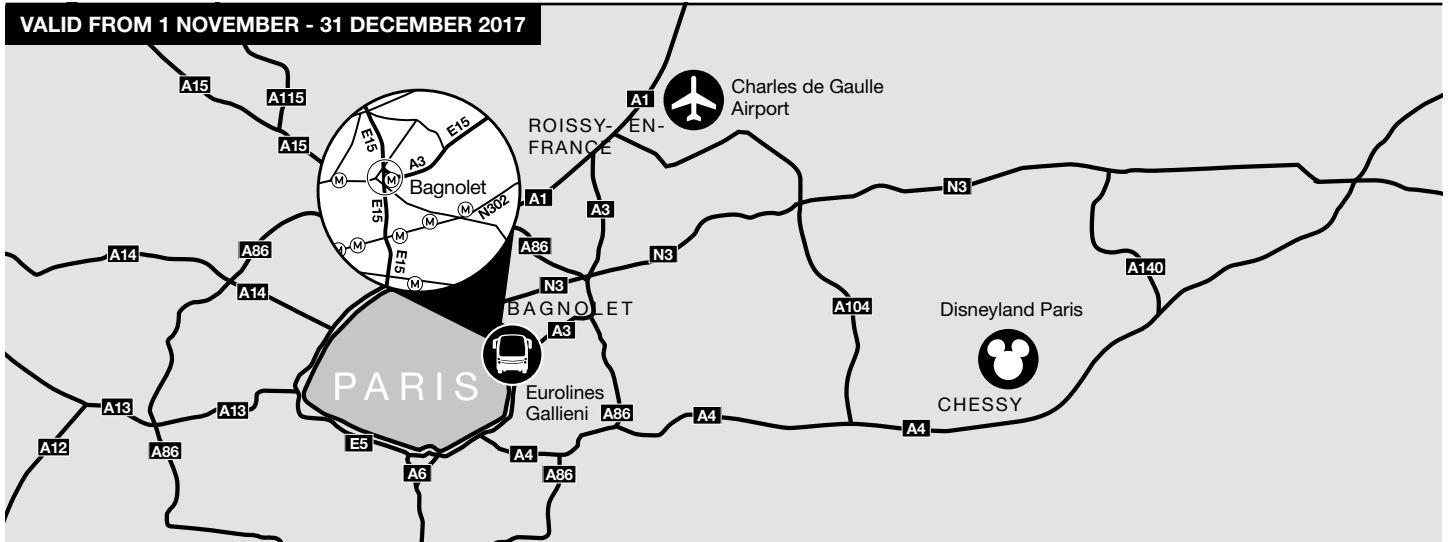 VALID FROM 1 NOVEMBER - 31 DECEMBER 2017
A15
A115
A15
A1
Charles de Gaulle
Airport
ROISSY-EN-
FRANCE
E15
E15
A3
M
M
Bagnolet
E15
N302
M
M
M
M
M
E15
M
A1
A3
N3
A86
A14
A86
N3
A140
A14
N3
BAGNOLET
A3
A104
Disneyland Paris
PARIS
Eurolines
Gallieni
CHESSY
A13
A13
A86
A4
A4
A12
A86
E5
A6
A4
A86